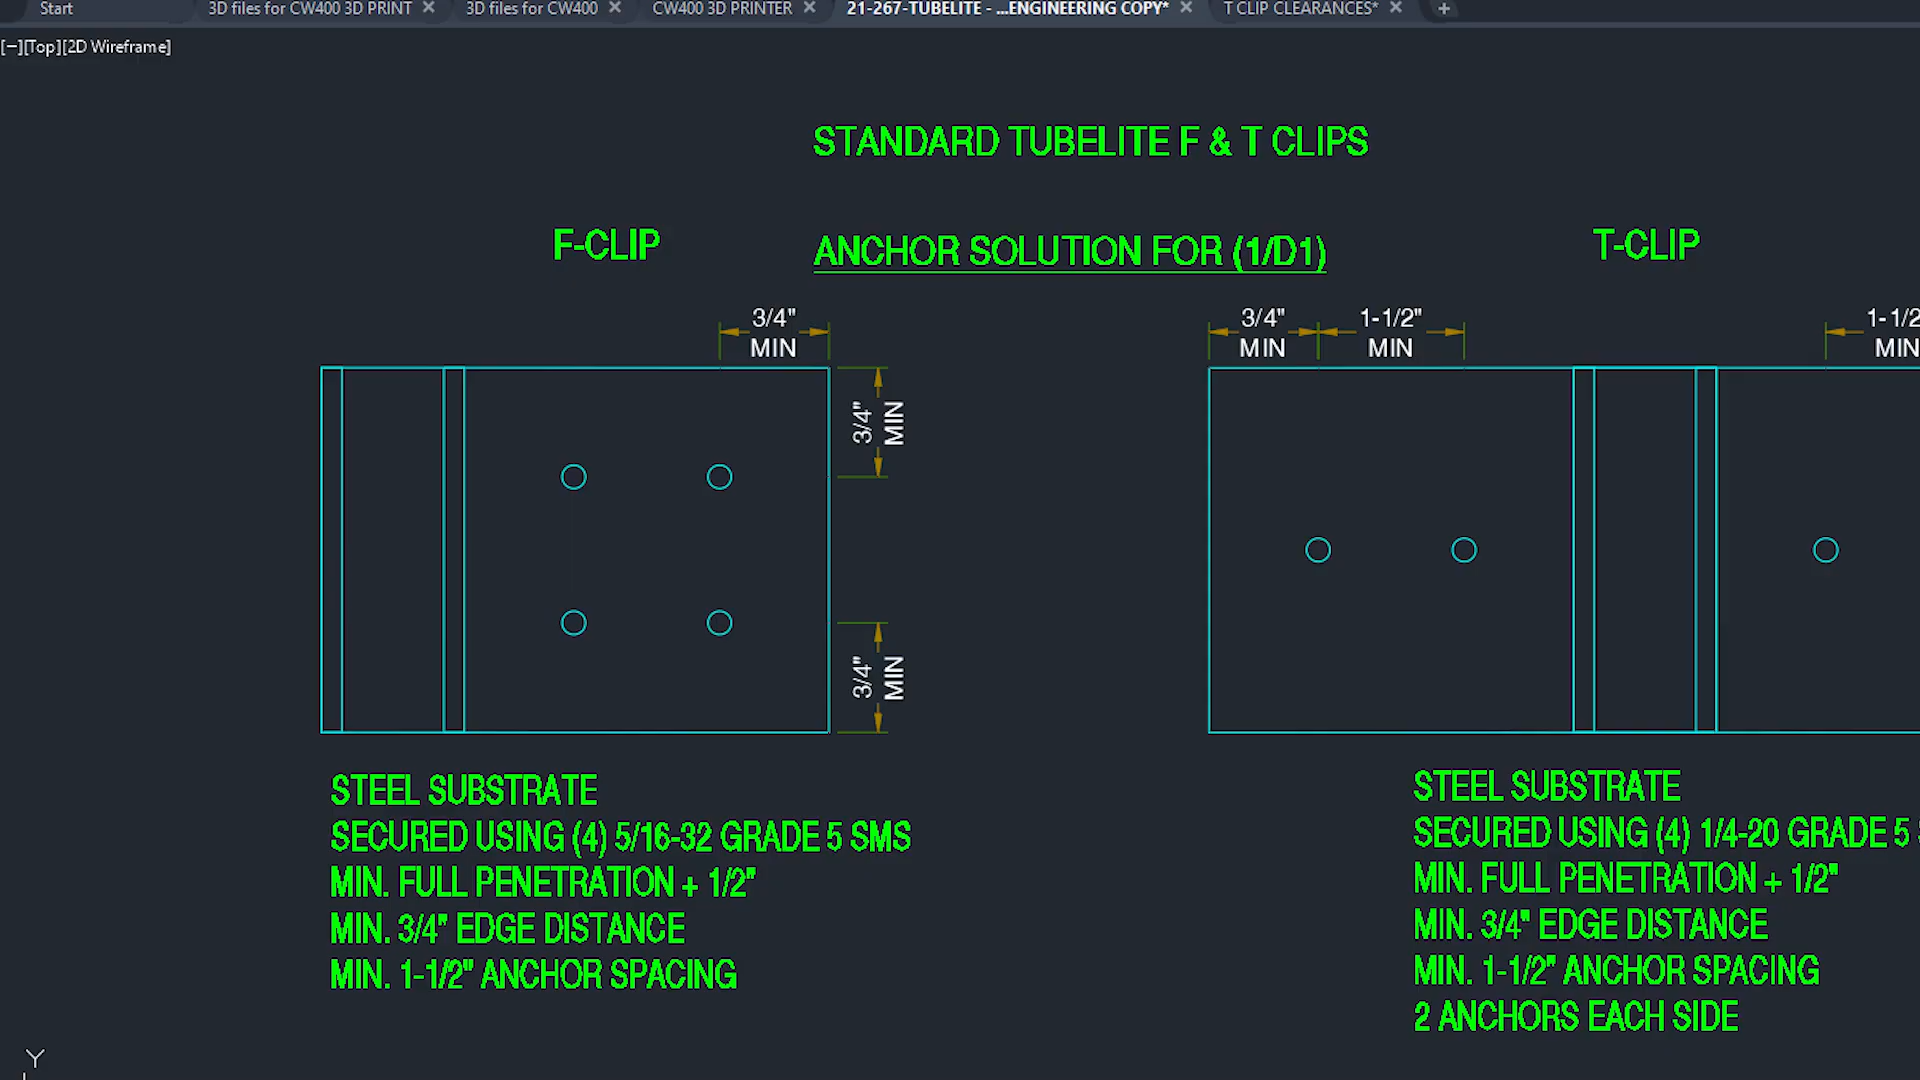 Start
3D files for CW400 3D PRINT
3D files for CW400
CW400 3D PRINTER
21-267-TUBELITE - ...ENGINEERING COPY*
T CLIP CLEARANCES*
[−][Top][2D Wireframe]
STANDARD TUBELITE F & T CLIPS
F-CLIP
ANCHOR SOLUTION FOR (1/D1)
T-CLIP
3/4"
MIN
3/4"
MIN
1-1/2"
MIN
1-1/2
MIN
3/4"
MIN
3/4"
MIN
STEEL SUBSTRATE
SECURED USING (4) 5/16-32 GRADE 5 SMS
MIN. FULL PENETRATION + 1/2"
MIN. 3/4" EDGE DISTANCE
MIN. 1-1/2" ANCHOR SPACING
STEEL SUBSTRATE
SECURED USING (4) 1/4-20 GRADE 5
MIN. FULL PENETRATION + 1/2"
MIN. 3/4" EDGE DISTANCE
MIN. 1-1/2" ANCHOR SPACING
2 ANCHORS EACH SIDE
Y